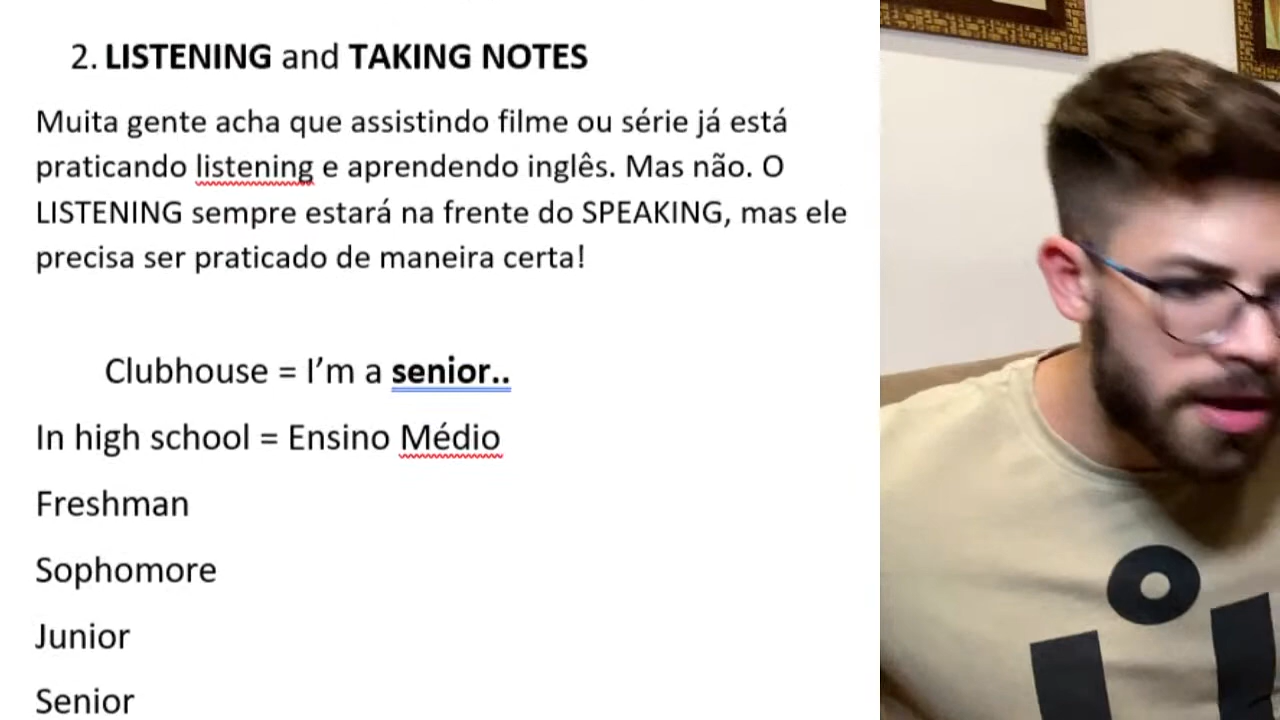 2. LISTENING and TAKING NOTES
Muita gente acha que assistindo filme ou série já está
praticando listening e aprendendo inglês. Mas não. O
LISTENING sempre estará na frente do SPEAKING, mas ele
precisa ser praticado de maneira certa!
Clubhouse = I’m a senior..
In high school = Ensino Médio
Freshman
Sophomore
Junior
Senior